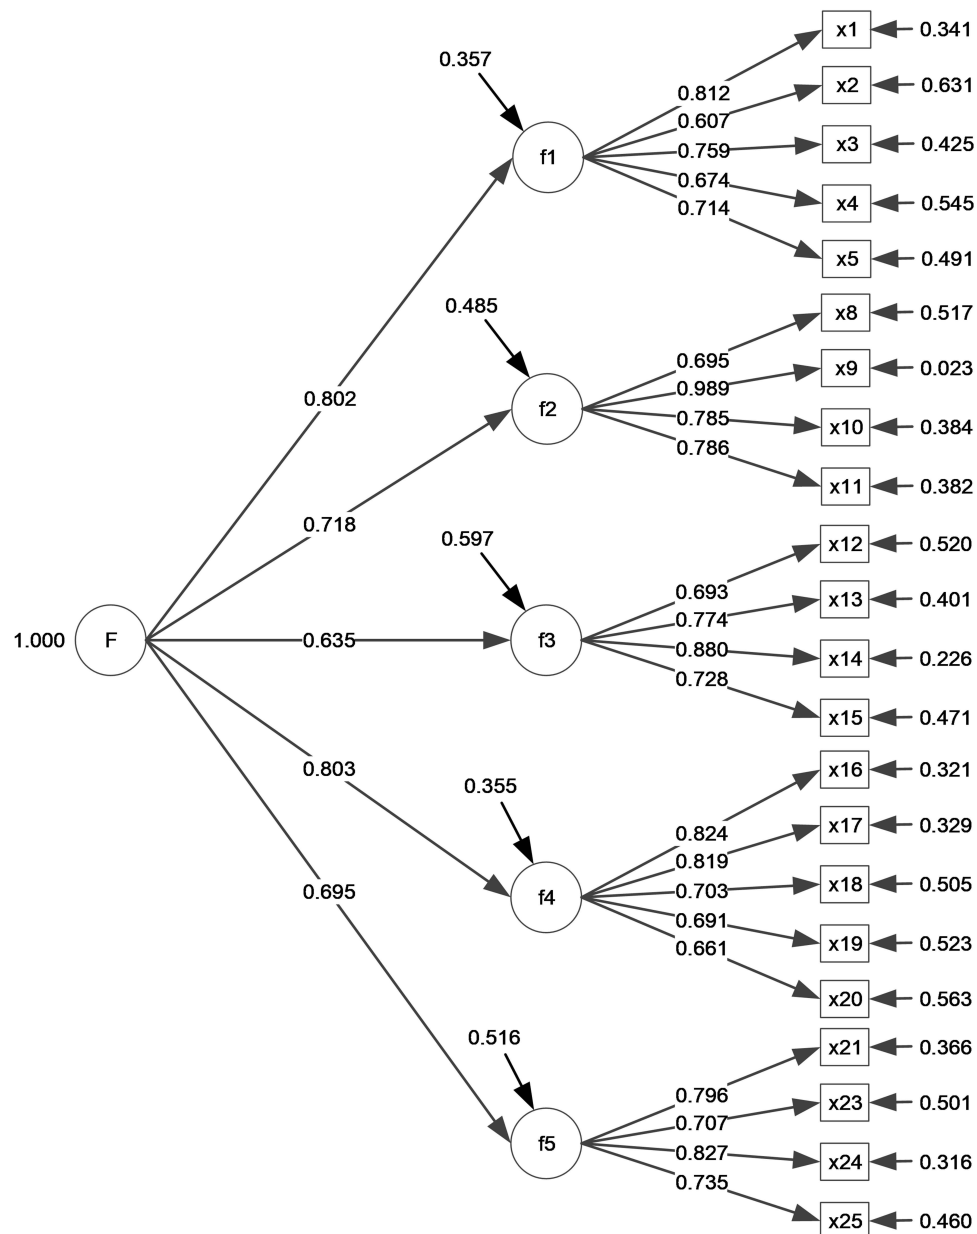 x1 0.341
0.357
0.812
x2 0.631
0.607
f1
0.759 x3 0.425
0.674
x4 0.545
0.714
x5 0.491
0.485
x8 0.517
0.695
x9 0.023
0.989
0.802
f2
0.785
x10 0.384
0.786
x11 0.382
0.718
0.597
x12 0.520
0.693
x13 0.401
0.774
1.000 F 0.635 f3
0.880
x14 0.226
0.728
x15 0.471
0.803
x16 0.321
0.355
0.824
x17 0.329
0.819
0.695
0.703 x18 0.505
f4
0.691
x19 0.523
0.661
x20 0.563
0.516
x21 0.366
0.796
x23 0.501
0.707
f5
0.827
x24 0.316
0.735
x25 0.460